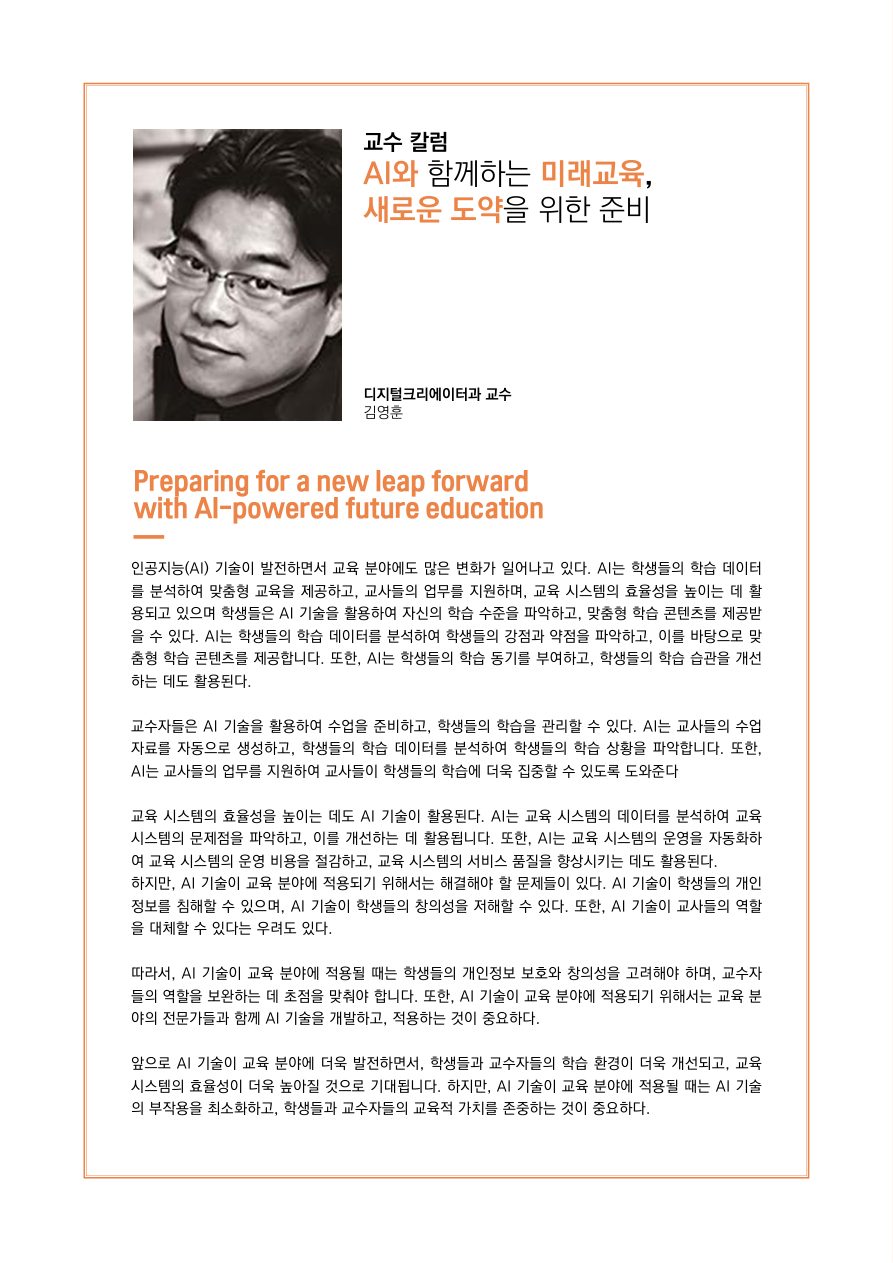 교수 칼럼
AI와 함께하는 미래교육,
새로운 도약을 위한 준비
디지털크리에이터과 교수
김영훈
Preparing for a new leap forward
with AI-powered future education
인공지능(AI) 기술이 발전하면서 교육 분야에도 많은 변화가 일어나고 있다. AI는 학생들의 학습 데이터
를 분석하여 맞춤형 교육을 제공하고, 교사들의 업무를 지원하며, 교육 시스템의 효율성을 높이는 데 활
용되고 있으며 학생들은 AI 기술을 활용하여 자신의 학습 수준을 파악하고, 맞춤형 학습 콘텐츠를 제공받
을 수 있다. AI는 학생들의 학습 데이터를 분석하여 학생들의 강점과 약점을 파악하고, 이를 바탕으로 맞
춤형 학습 콘텐츠를 제공합니다. 또한, AI는 학생들의 학습 동기를 부여하고, 학생들의 학습 습관을 개선
하는 데도 활용된다.
교수자들은 AI 기술을 활용하여 수업을 준비하고, 학생들의 학습을 관리할 수 있다. AI는 교사들의 수업
자료를 자동으로 생성하고, 학생들의 학습 데이터를 분석하여 학생들의 학습 상황을 파악합니다. 또한,
AI는 교사들의 업무를 지원하여 교사들이 학생들의 학습에 더욱 집중할 수 있도록 도와준다
교육 시스템의 효율성을 높이는 데도 AI 기술이 활용된다. AI는 교육 시스템의 데이터를 분석하여 교육
시스템의 문제점을 파악하고, 이를 개선하는 데 활용됩니다. 또한, AI는 교육 시스템의 운영을 자동화하
여 교육 시스템의 운영 비용을 절감하고, 교육 시스템의 서비스 품질을 향상시키는 데도 활용된다.
하지만, AI 기술이 교육 분야에 적용되기 위해서는 해결해야 할 문제들이 있다. AI 기술이 학생들의 개인
정보를 침해할 수 있으며, AI 기술이 학생들의 창의성을 저해할 수 있다. 또한, AI 기술이 교사들의 역할
을 대체할 수 있다는 우려도 있다.
따라서, AI 기술이 교육 분야에 적용될 때는 학생들의 개인정보 보호와 창의성을 고려해야 하며, 교수자
들의 역할을 보완하는 데 초점을 맞춰야 합니다. 또한, AI 기술이 교육 분야에 적용되기 위해서는 교육 분
야의 전문가들과 함께 AI 기술을 개발하고, 적용하는 것이 중요하다.
앞으로 AI 기술이 교육 분야에 더욱 발전하면서, 학생들과 교수자들의 학습 환경이 더욱 개선되고, 교육
시스템의 효율성이 더욱 높아질 것으로 기대됩니다. 하지만, AI 기술이 교육 분야에 적용될 때는 AI 기술
의 부작용을 최소화하고, 학생들과 교수자들의 교육적 가치를 존중하는 것이 중요하다.